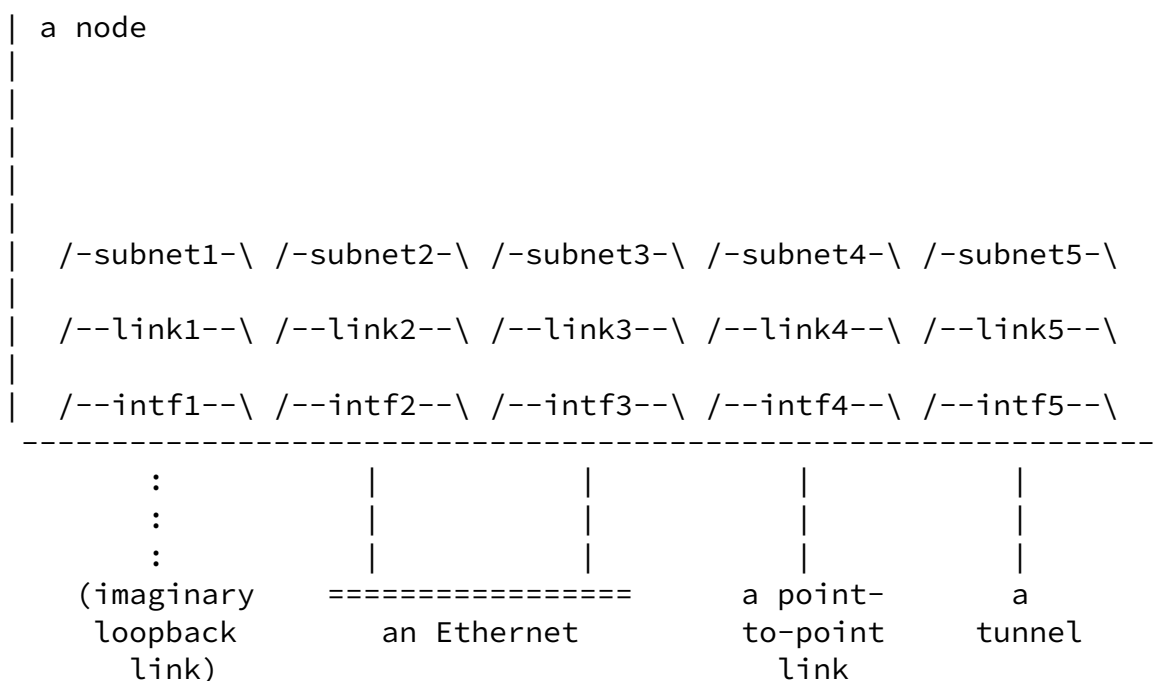 | a node
|
|
|
|
|
| /-subnet1-\ /-subnet2-\ /-subnet3-\ /-subnet4-\ /-subnet5-\
|
| /--link1--\ /--link2--\ /--link3--\ /--link4--\ /--link5--\
|
| /--intf1--\ /--intf2--\ /--intf3--\ /--intf4--\ /--intf5--\
---------------------------------------------------------------
: | | | |
: | | | |
: | | | |
(imaginary ================= a point- a
loopback an Ethernet to-point tunnel
link) link